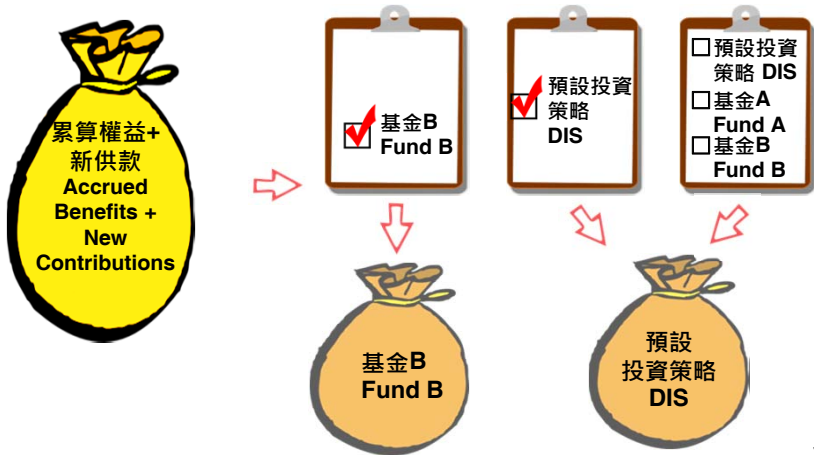 累算權益+
新供款
Accrued
Benefits +
New
Contributions
基金B
Fund B
預設投資
策略
DIS
預設投資
策略 DIS
基金A
Fund A
基金B
Fund B
基金B
Fund B
預設
投資策略
DIS